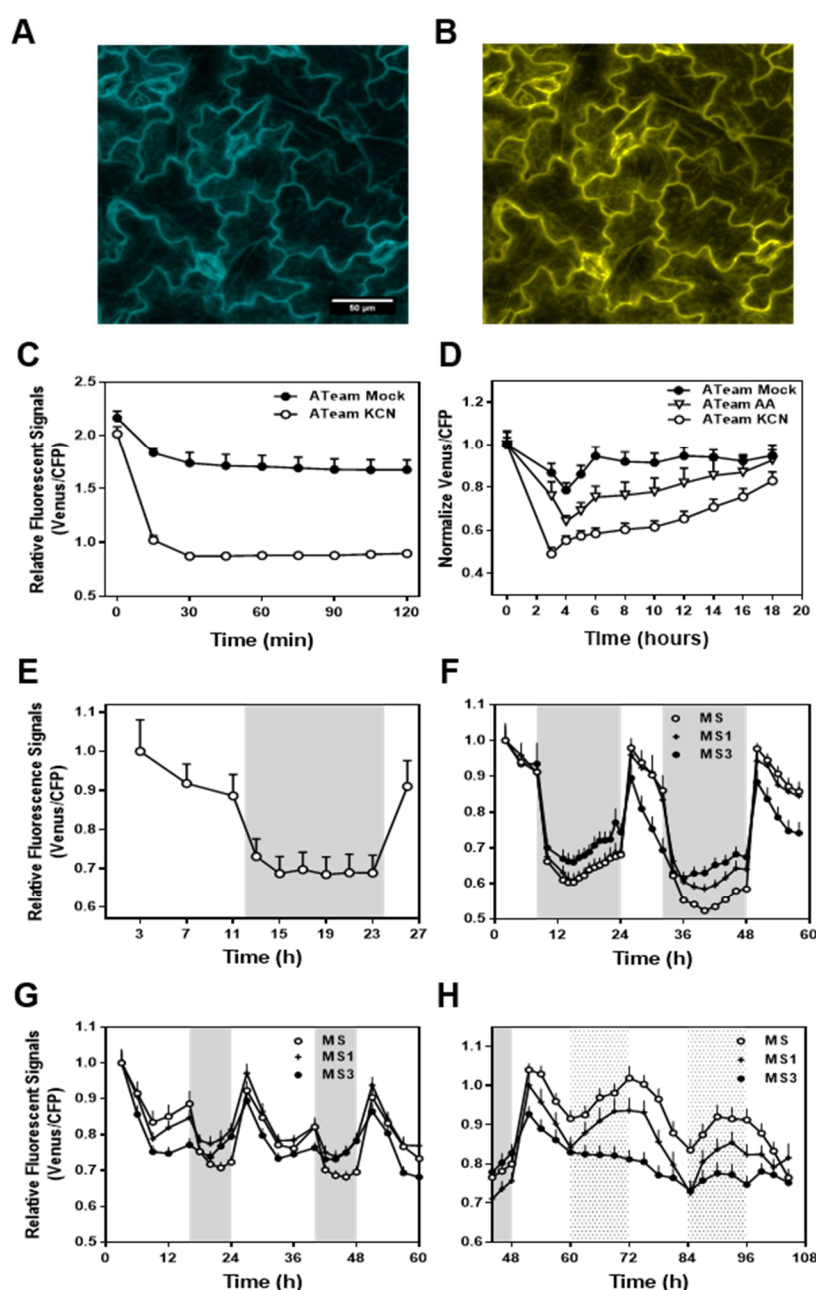 A
B
50 µm
C
D
Relative Fluorescent Signals
(Venus/CFP)
2.5
2.0
1.5
1.0
0.5
ATeam Mock
ATeam KCN
0 30 60 90 120
Time (min)
Normalize Venus/CFP
1.2
1.0
0.8
0.6
0.4
ATeam Mock
ATeam AA
ATeam KCN
0 2 4 6 8 10 12 14 16 18 20
TIme (hours)
E
F
Relative Fluorescence Signals
(Venus/CFP)
1.1
1.0
0.9
0.8
0.7
0.6
3 7 11 15 19 23 27
Time (h)
1.1
1.0
0.9
0.8
0.7
0.6
0.5
MS
MS1
MS3
0 12 24 36 48 60
Time (h)
G
H
Relative Fluorescent Signals
(Venus/CFP)
1.1
1.0
0.9
0.8
0.7
0.6
0.5
MS
MS1
MS3
0 12 24 36 48 60
Time (h)
1.1
1.0
0.9
0.8
0.7
0.6
MS
MS1
MS3
48 60 72 84 96 108
Time (h)